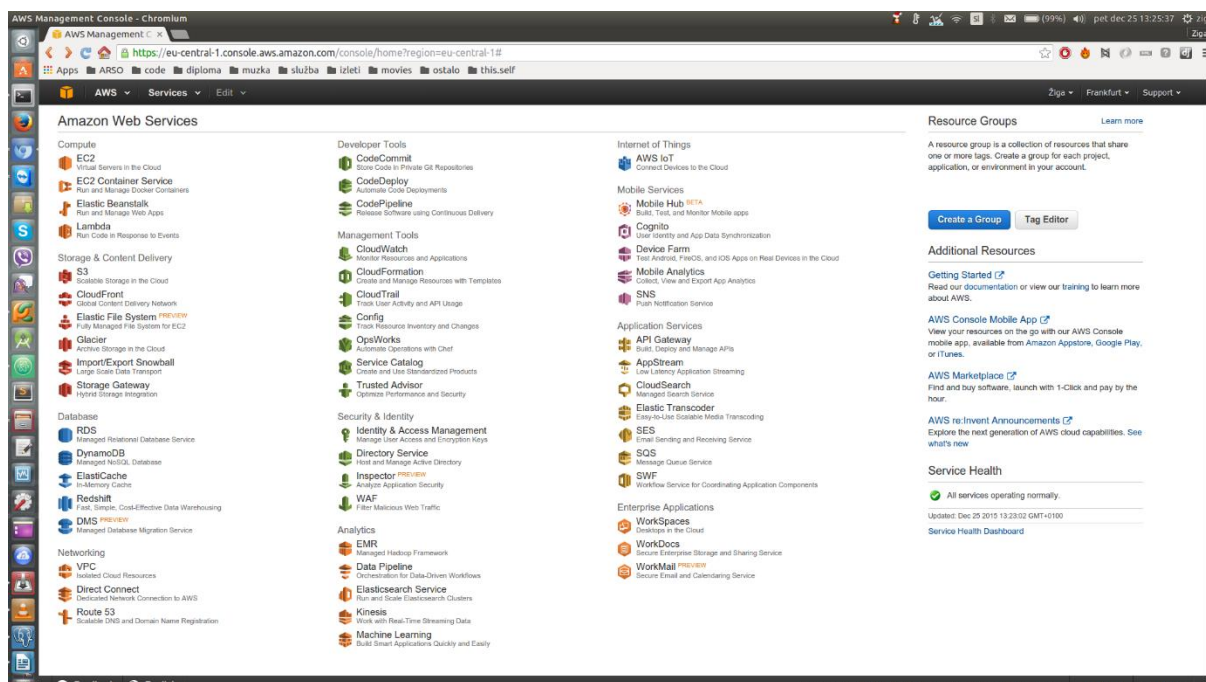 AWS Management Console - Chromium
(99%) pet dec 25 13:25:37
AWS Management C ×
Ziga
https://eu-central-1.console.aws.amazon.com/console/home?region=eu-central-1#
Apps ARSO code diploma muzka služba izleti movies ostalo this.self
AWS Services Edit
Žiga Frankfurt Support
Amazon Web Services
Compute
EC2
Virtual Servers in the Cloud
EC2 Container Service
Run and Manage Docker Containers
Elastic Beanstalk
Run and Manage Web Apps
Lambda
Run Code in Response to Events
Storage & Content Delivery
S3
Scalable Storage in the Cloud
CloudFront
Global Content Delivery Network
Elastic File System PREVIEW
Fully Managed File System for EC2
Glacier
Archive Storage in the Cloud
Import/Export Snowball
Large Scale Data Transport
Storage Gateway
Hybrid Storage Integration
Database
RDS
Managed Relational Database Service
DynamoDB
Managed NoSQL Database
ElastiCache
In-Memory Cache
Redshift
Fast, Simple, Cost-Effective Data Warehousing
DMS PREVIEW
Managed Database Migration Service
Networking
VPC
Isolated Cloud Resources
Direct Connect
Dedicated Network Connection to AWS
Route 53
Scalable DNS and Domain Name Registration
Developer Tools
CodeCommit
Store Code in Private Git Repositories
CodeDeploy
Automate Code Deployments
CodePipeline
Release Software using Continuous Delivery
Management Tools
CloudWatch
Monitor Resources and Applications
CloudFormation
Create and Manage Resources with Templates
CloudTrail
Track User Activity and API Usage
Config
Track Resource Inventory and Changes
OpsWorks
Automate Operations with Chef
Service Catalog
Create and Use Standardized Products
Trusted Advisor
Optimize Performance and Security
Security & Identity
Identity & Access Management
Manage User Access and Encryption Keys
Directory Service
Host and Manage Active Directory
Inspector PREVIEW
Analyze Application Security
WAF
Filter Malicious Web Traffic
Analytics
EMR
Managed Hadoop Framework
Data Pipeline
Orchestration for Data-Driven Workflows
Elasticsearch Service
Run and Scale Elasticsearch Clusters
Kinesis
Work with Real-Time Streaming Data
Machine Learning
Build Smart Applications Quickly and Easily
Internet of Things
AWS IoT
Connect Devices to the Cloud
Mobile Services
Mobile Hub BETA
Build, Test, and Monitor Mobile apps
Cognito
User Identity and App Data Synchronization
Device Farm
Test Android, FireOS, and iOS Apps on Real Devices in the Cloud
Mobile Analytics
Collect, View and Export App Analytics
SNS
Push Notification Service
Application Services
API Gateway
Build, Deploy and Manage APIs
AppStream
Low Latency Application Streaming
CloudSearch
Managed Search Service
Elastic Transcoder
Easy-to-Use Scalable Media Transcoding
SES
Email Sending and Receiving Service
SQS
Message Queue Service
SWF
Workflow Service for Coordinating Application Components
Enterprise Applications
WorkSpaces
Desktops in the Cloud
WorkDocs
Secure Enterprise Storage and Sharing Service
WorkMail PREVIEW
Secure Email and Calendaring Service
Resource Groups Learn more
A resource group is a collection of resources that share
one or more tags. Create a group for each project,
application, or environment in your account.
Create a Group Tag Editor
Additional Resources
Getting Started
Read our documentation or view our training to learn more
about AWS.
AWS Console Mobile App
View your resources on the go with our AWS Console
mobile app, available from Amazon Appstore, Google Play,
or iTunes.
AWS Marketplace
Find and buy software, launch with 1-Click and pay by the
hour.
AWS re:Invent Announcements
Explore the next generation of AWS cloud capabilities. See
what's new
Service Health
All services operating normally.
Updated: Dec 25 2015 13:23:02 GMT+0100
Service Health Dashboard